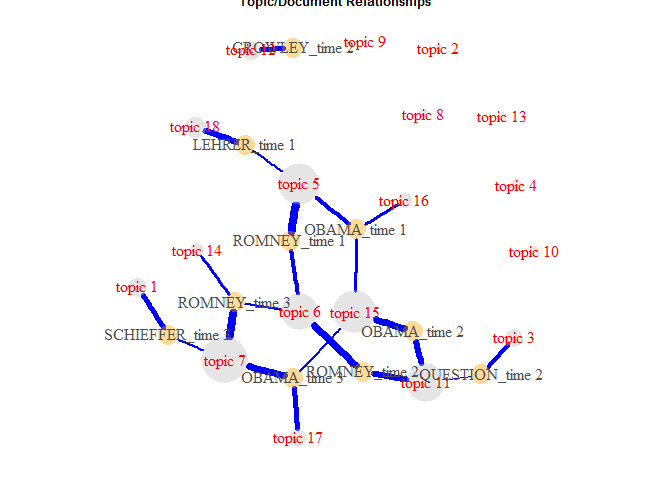 Topic/Document Relationships
topic 9
topic 12
CROWLEY_time 2
topic 2
topic 8
topic 13
topic 18
LEHRER_time 1
topic 5
topic 4
topic 16
OBAMA_time 1
ROMNEY_time 1
topic 14
topic 10
topic 1
ROMNEY_time 3
topic 6
topic 15
SCHIEFFER_time 3
OBAMA_time 2
topic 3
topic 7
OBAMA_time 3
ROMNEY_time 2
QUESTION_time 2
topic 11
topic 17